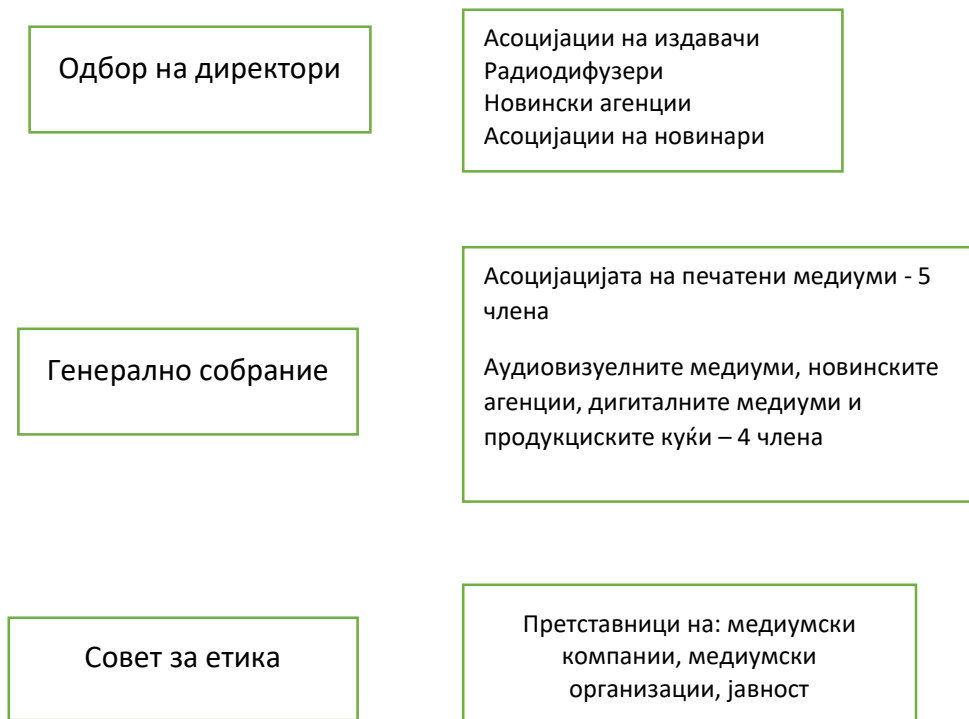 Одбор на директори
Асоцијации на издавачи
Радиодифузери
Новински агенции
Асоцијации на новинари
Генерално собрание
Асоцијацијата на печатени медиуми - 5
члена
Аудиовизуелните медиуми, новинските
агенции, дигиталните медиуми и
продукциските куќи – 4 члена
Совет за етика
Претставници на: медиумски
компании, медиумски
организации, јавност